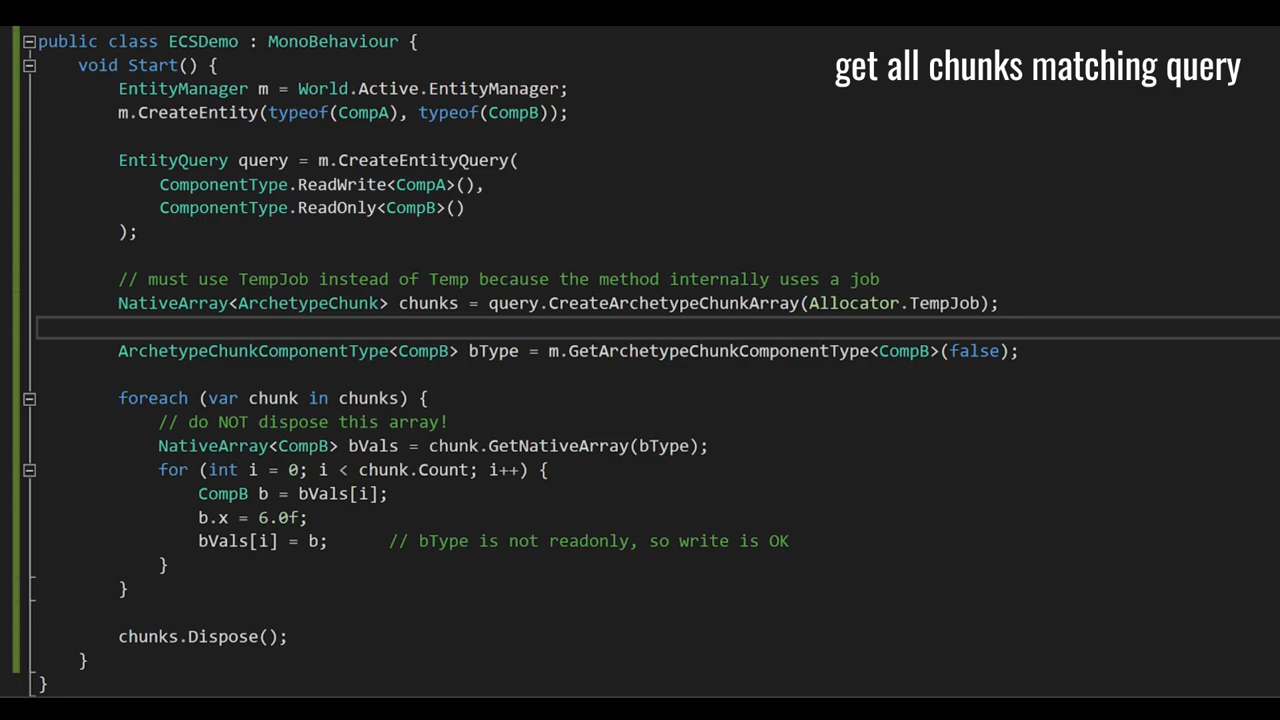 get all chunks matching query
public class ECSDemo : MonoBehaviour {
void Start() {
EntityManager m = World.Active.EntityManager;
m.CreateEntity(typeof(CompA), typeof(CompB));
EntityQuery query = m.CreateEntityQuery(
ComponentType.ReadWrite<CompA>(),
ComponentType.ReadOnly<CompB>()
);
// must use TempJob instead of Temp because the method internally uses a job
NativeArray<ArchetypeChunk> chunks = query.CreateArchetypeChunkArray(Allocator.TempJob);
ArchetypeChunkComponentType<CompB> bType = m.GetArchetypeChunkComponentType<CompB>(false);
foreach (var chunk in chunks) {
// do NOT dispose this array!
NativeArray<CompB> bVals = chunk.GetNativeArray(bType);
for (int i = 0; i < chunk.Count; i++) {
CompB b = bVals[i];
b.x = 6.0f;
bVals[i] = b; // bType is not readonly, so write is OK
}
}
chunks.Dispose();
}
}